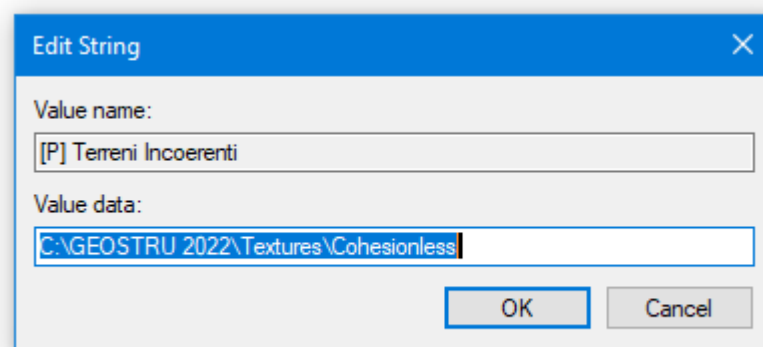 Edit String
Value name:
[P] Terreni Incoerenti
Value data:
C:\GEOSTRU 2022\Textures\Cohesionless
OK Cancel